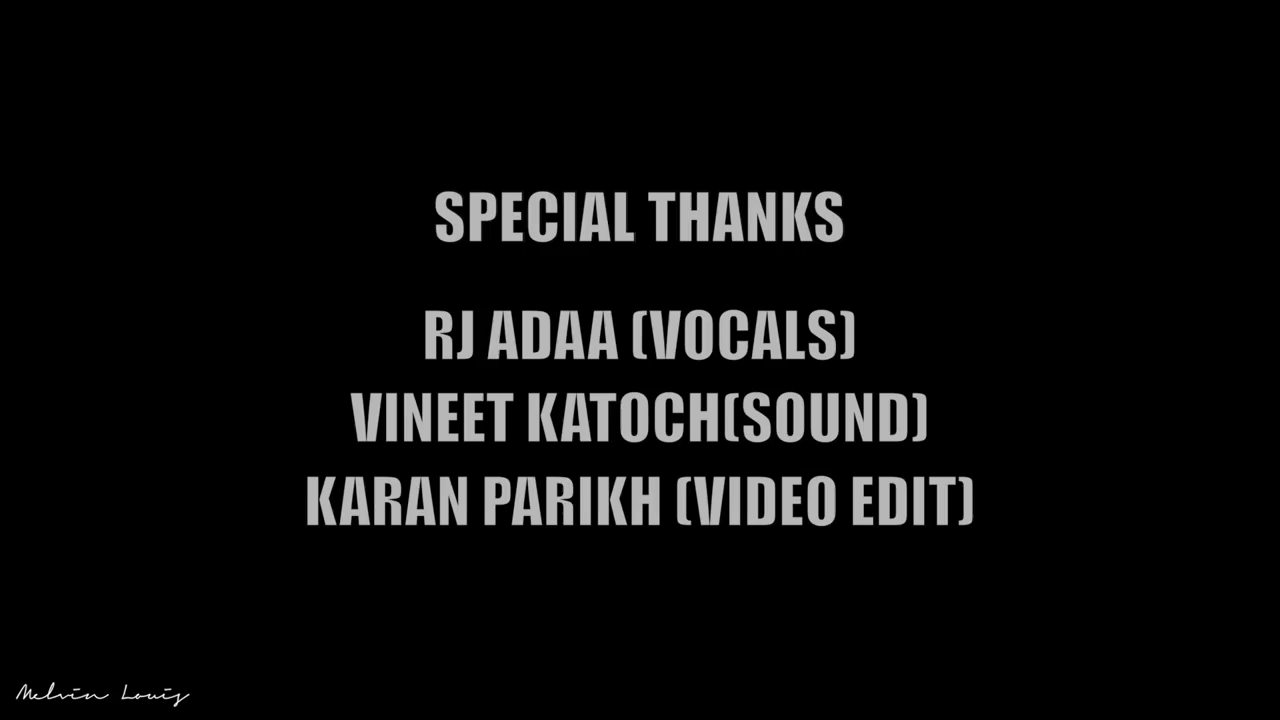 SPECIAL THANKS
RJ ADAA (VOCALS)
VINEET KATOCH(SOUND)
KARAN PARIKH (VIDEO EDIT)
Melvin Louis